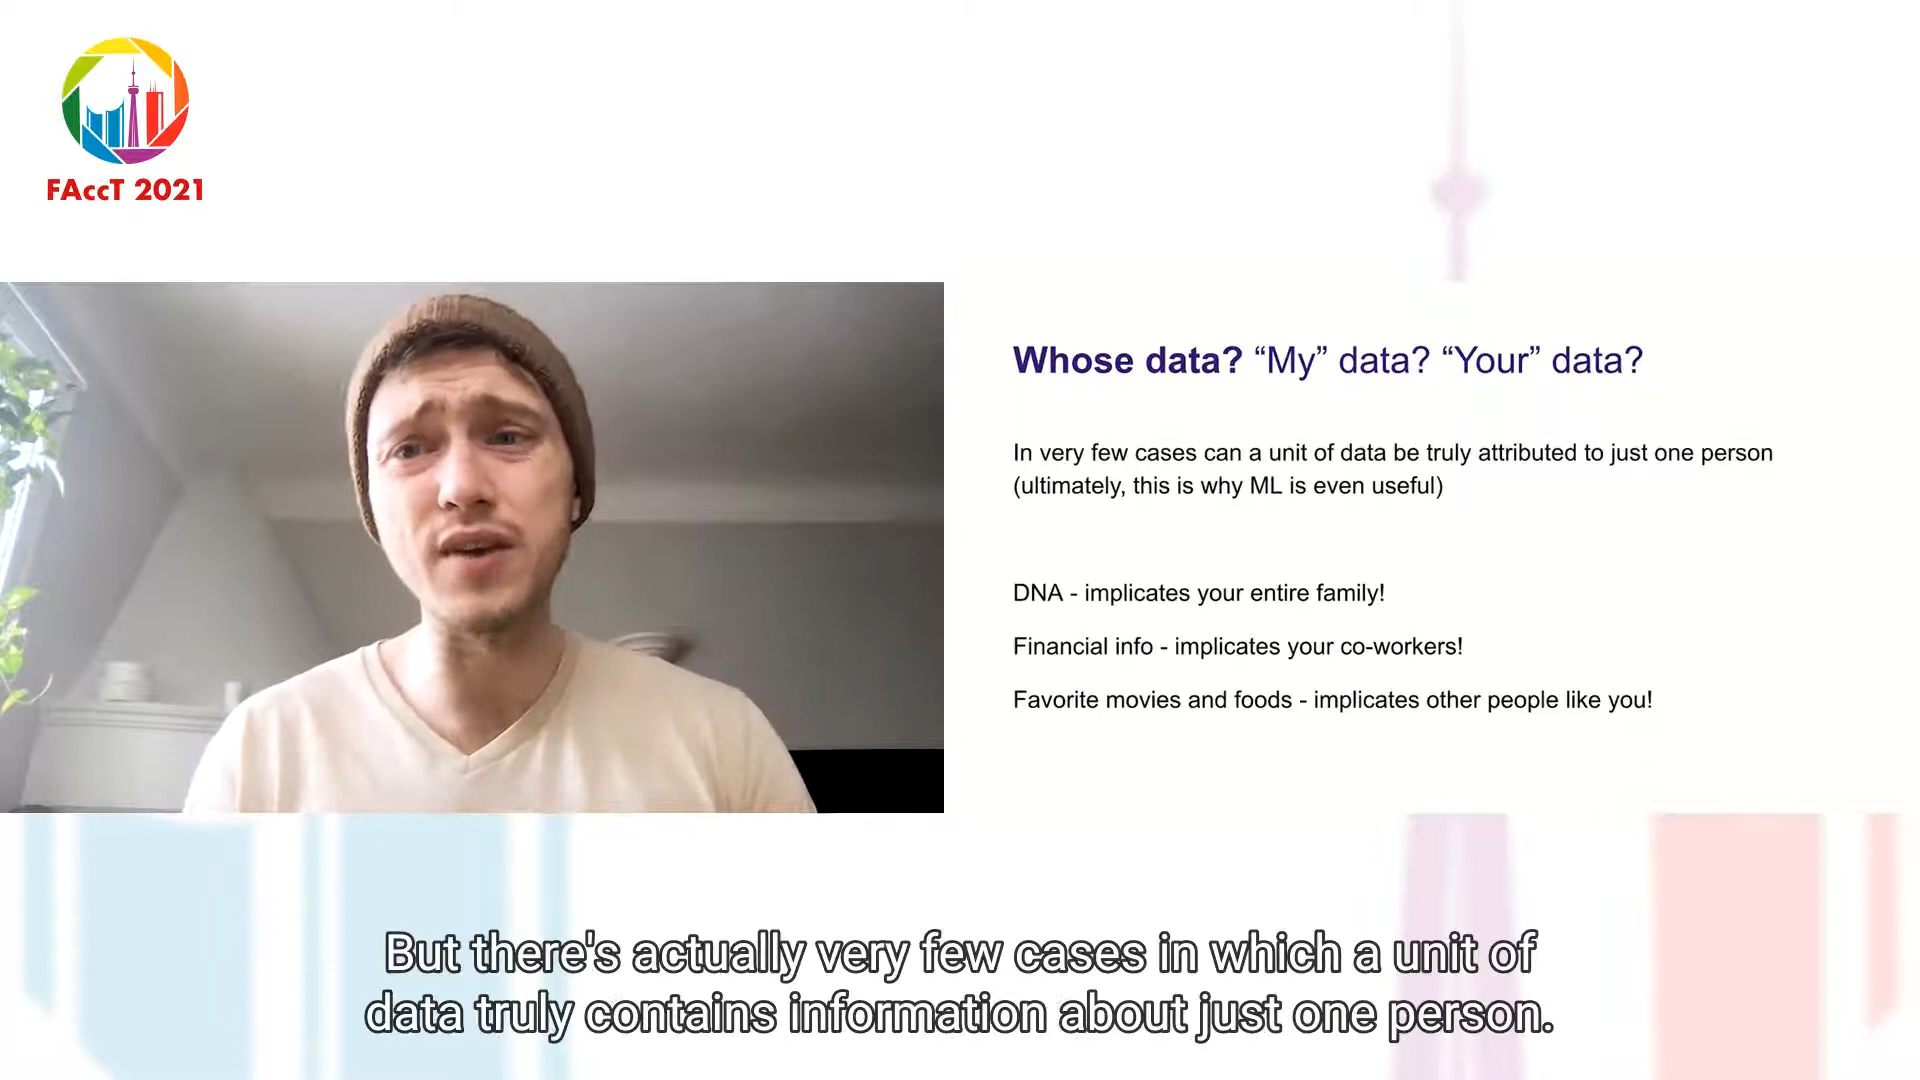 FAccT 2021
Whose data? “My” data? “Your” data?
In very few cases can a unit of data be truly attributed to just one person
(ultimately, this is why ML is even useful)
DNA - implicates your entire family!
Financial info - implicates your co-workers!
Favorite movies and foods - implicates other people like you!
But there's actually very few cases in which a unit of
data truly contains information about just one person.